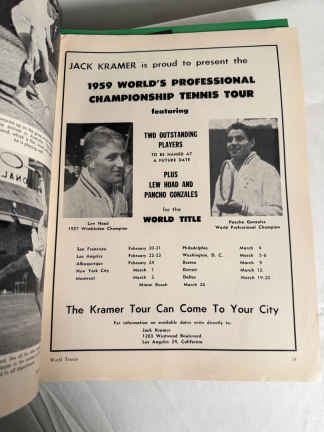 JACK KRAMER is proud to present the
1959 WORLD'S PROFESSIONAL
CHAMPIONSHIP TENNIS TOUR
featuring
TWO OUTSTANDING
PLAYERS
TO BE NAMED AT
A FUTURE DATE
PLUS
LEW HOAD AND
PANCHO GONZALES
for the
WORLD TITLE
Lew Hoad
1957 Wimbledon Champion
Pancho Gonzales
World Professional Champion
San Francisco February 20-21 Philadelphia March 4
Los Angeles February 22-23 Washington, D. C. March 5-6
Albuquerque February 24 Boston March 9
New York City March 1 March 12
Montreal March 2 Dallas March 19-22
Miami Beach March 26
The Kramer Tour Can Come To Your City
For information on available dates write directly to:
Jack Kramer
Westwood Boulevard
Los Angeles 24, California
World Tennis